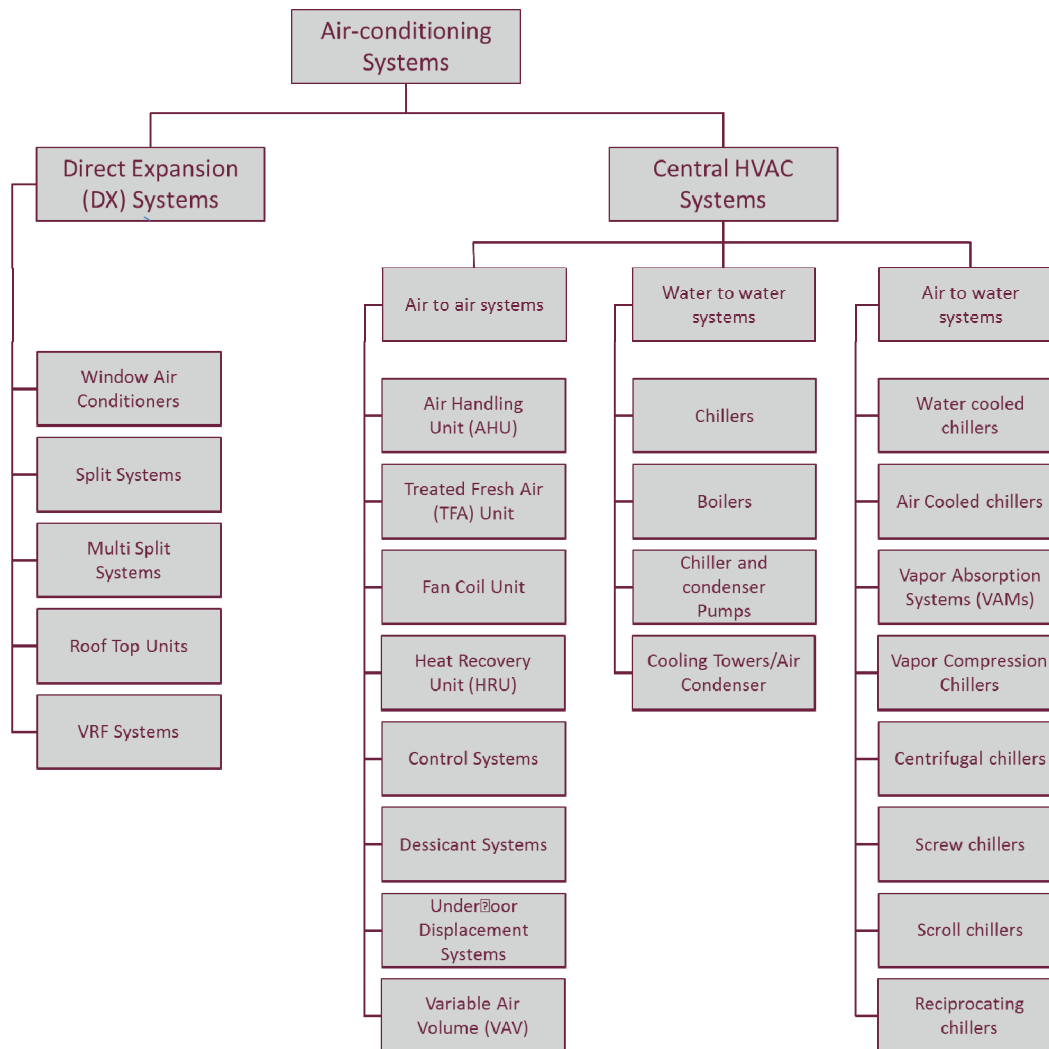 Air-conditioning
Systems
Direct Expansion
(DX) Systems
Central HVAC
Systems
Air to air systems
Water to water
systems
Air to water
systems
Window Air
Conditioners
Split Systems
Multi Split
Systems
Roof Top Units
VRF Systems
Air Handling
Unit (AHU)
Treated Fresh Air
(TFA) Unit
Fan Coil Unit
Heat Recovery
Unit (HRU)
Control Systems
Dessicant Systems
Under�oor
Displacement
Systems
Variable Air
Volume (VAV)
Chillers
Boilers
Chiller and
condenser
Pumps
Cooling Towers/Air
Condenser
Water cooled
chillers
Air Cooled chillers
Vapor Absorption
Systems (VAMs)
Vapor Compression
Chillers
Centrifugal chillers
Screw chillers
Scroll chillers
Reciprocating
chillers